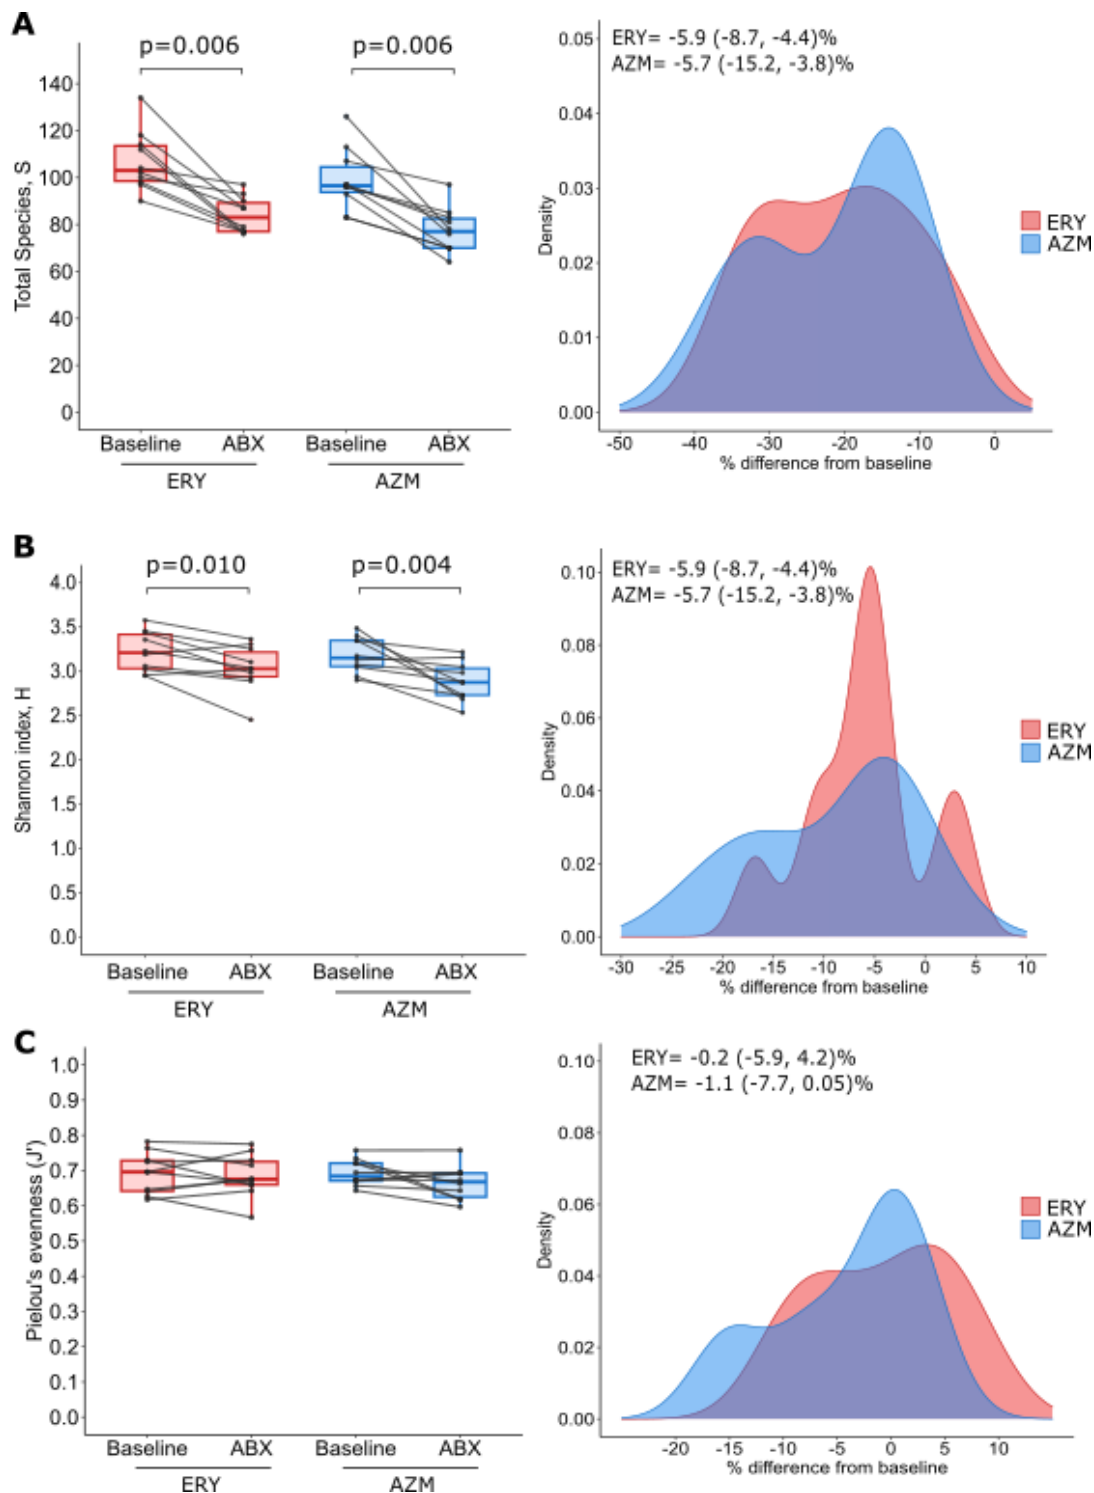 A
p=0.006
p=0.006
140
120
100
80
60
40
20
0
Total Species, S
Baseline
ABX
Baseline
ABX
ERY
AZM
ERY= -5.9 (-8.7, -4.4)%
AZM= -5.7 (-15.2, -3.8)%
0.05
0.04
0.03
0.02
0.01
0.00
Density
-50
-40
-30
-20
-10
0
% difference from baseline
ERY
AZM
B
p=0.010
p=0.004
4.0
3.5
3.0
2.5
2.0
1.5
1.0
0.5
0.0
Shannon index, H
Baseline
ABX
Baseline
ABX
ERY
AZM
ERY= -5.9 (-8.7, -4.4)%
AZM= -5.7 (-15.2, -3.8)%
0.10
0.08
0.06
0.04
0.02
0.00
Density
-30
-25
-20
-15
-10
-5
0
5
10
% difference from baseline
ERY
AZM
C
1.0
0.9
0.8
0.7
0.6
0.5
0.4
0.3
0.2
0.1
0.0
Pielou's evenness (J')
Baseline
ABX
Baseline
ABX
ERY
AZM
ERY= -0.2 (-5.9, 4.2)%
AZM= -1.1 (-7.7, 0.05)%
0.10
0.08
0.06
0.04
0.02
0.00
Density
-20
-15
-10
-5
0
5
10
% difference from baseline
ERY
AZM